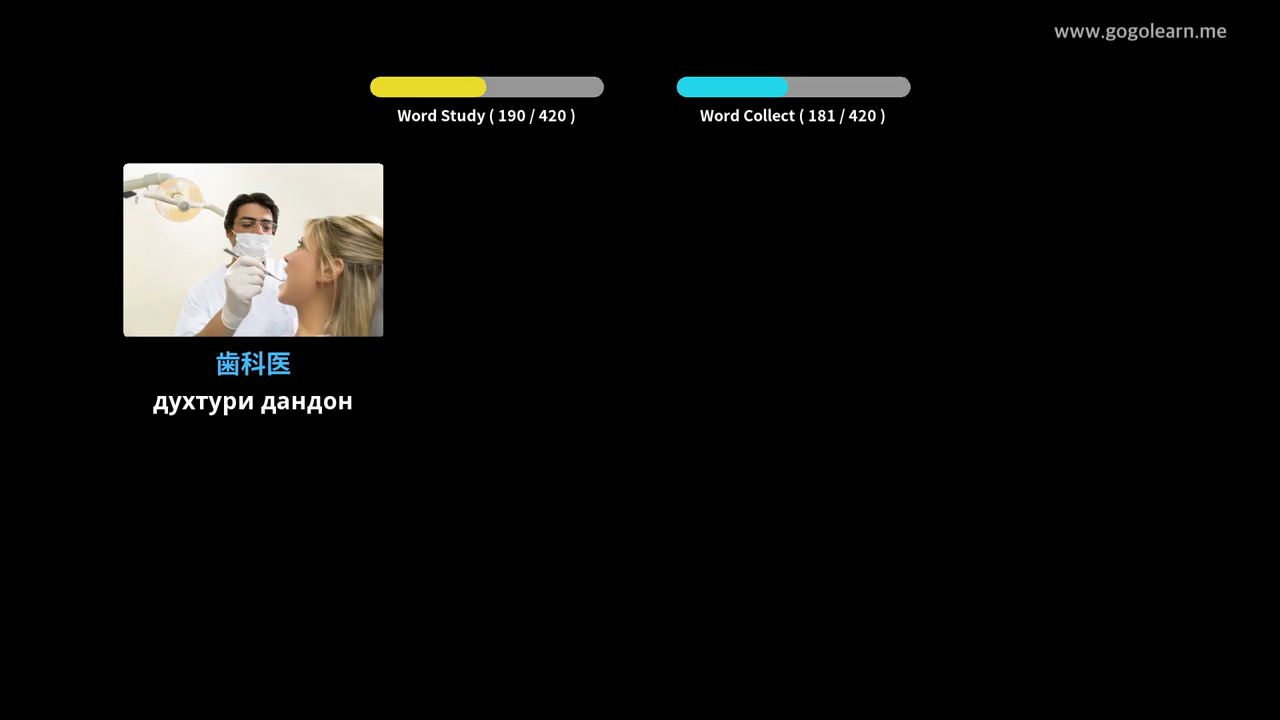 www.gogolearn.me
Word Study ( 190 / 420 )
Word Collect ( 181 / 420 )
歯科医
духтури дандон